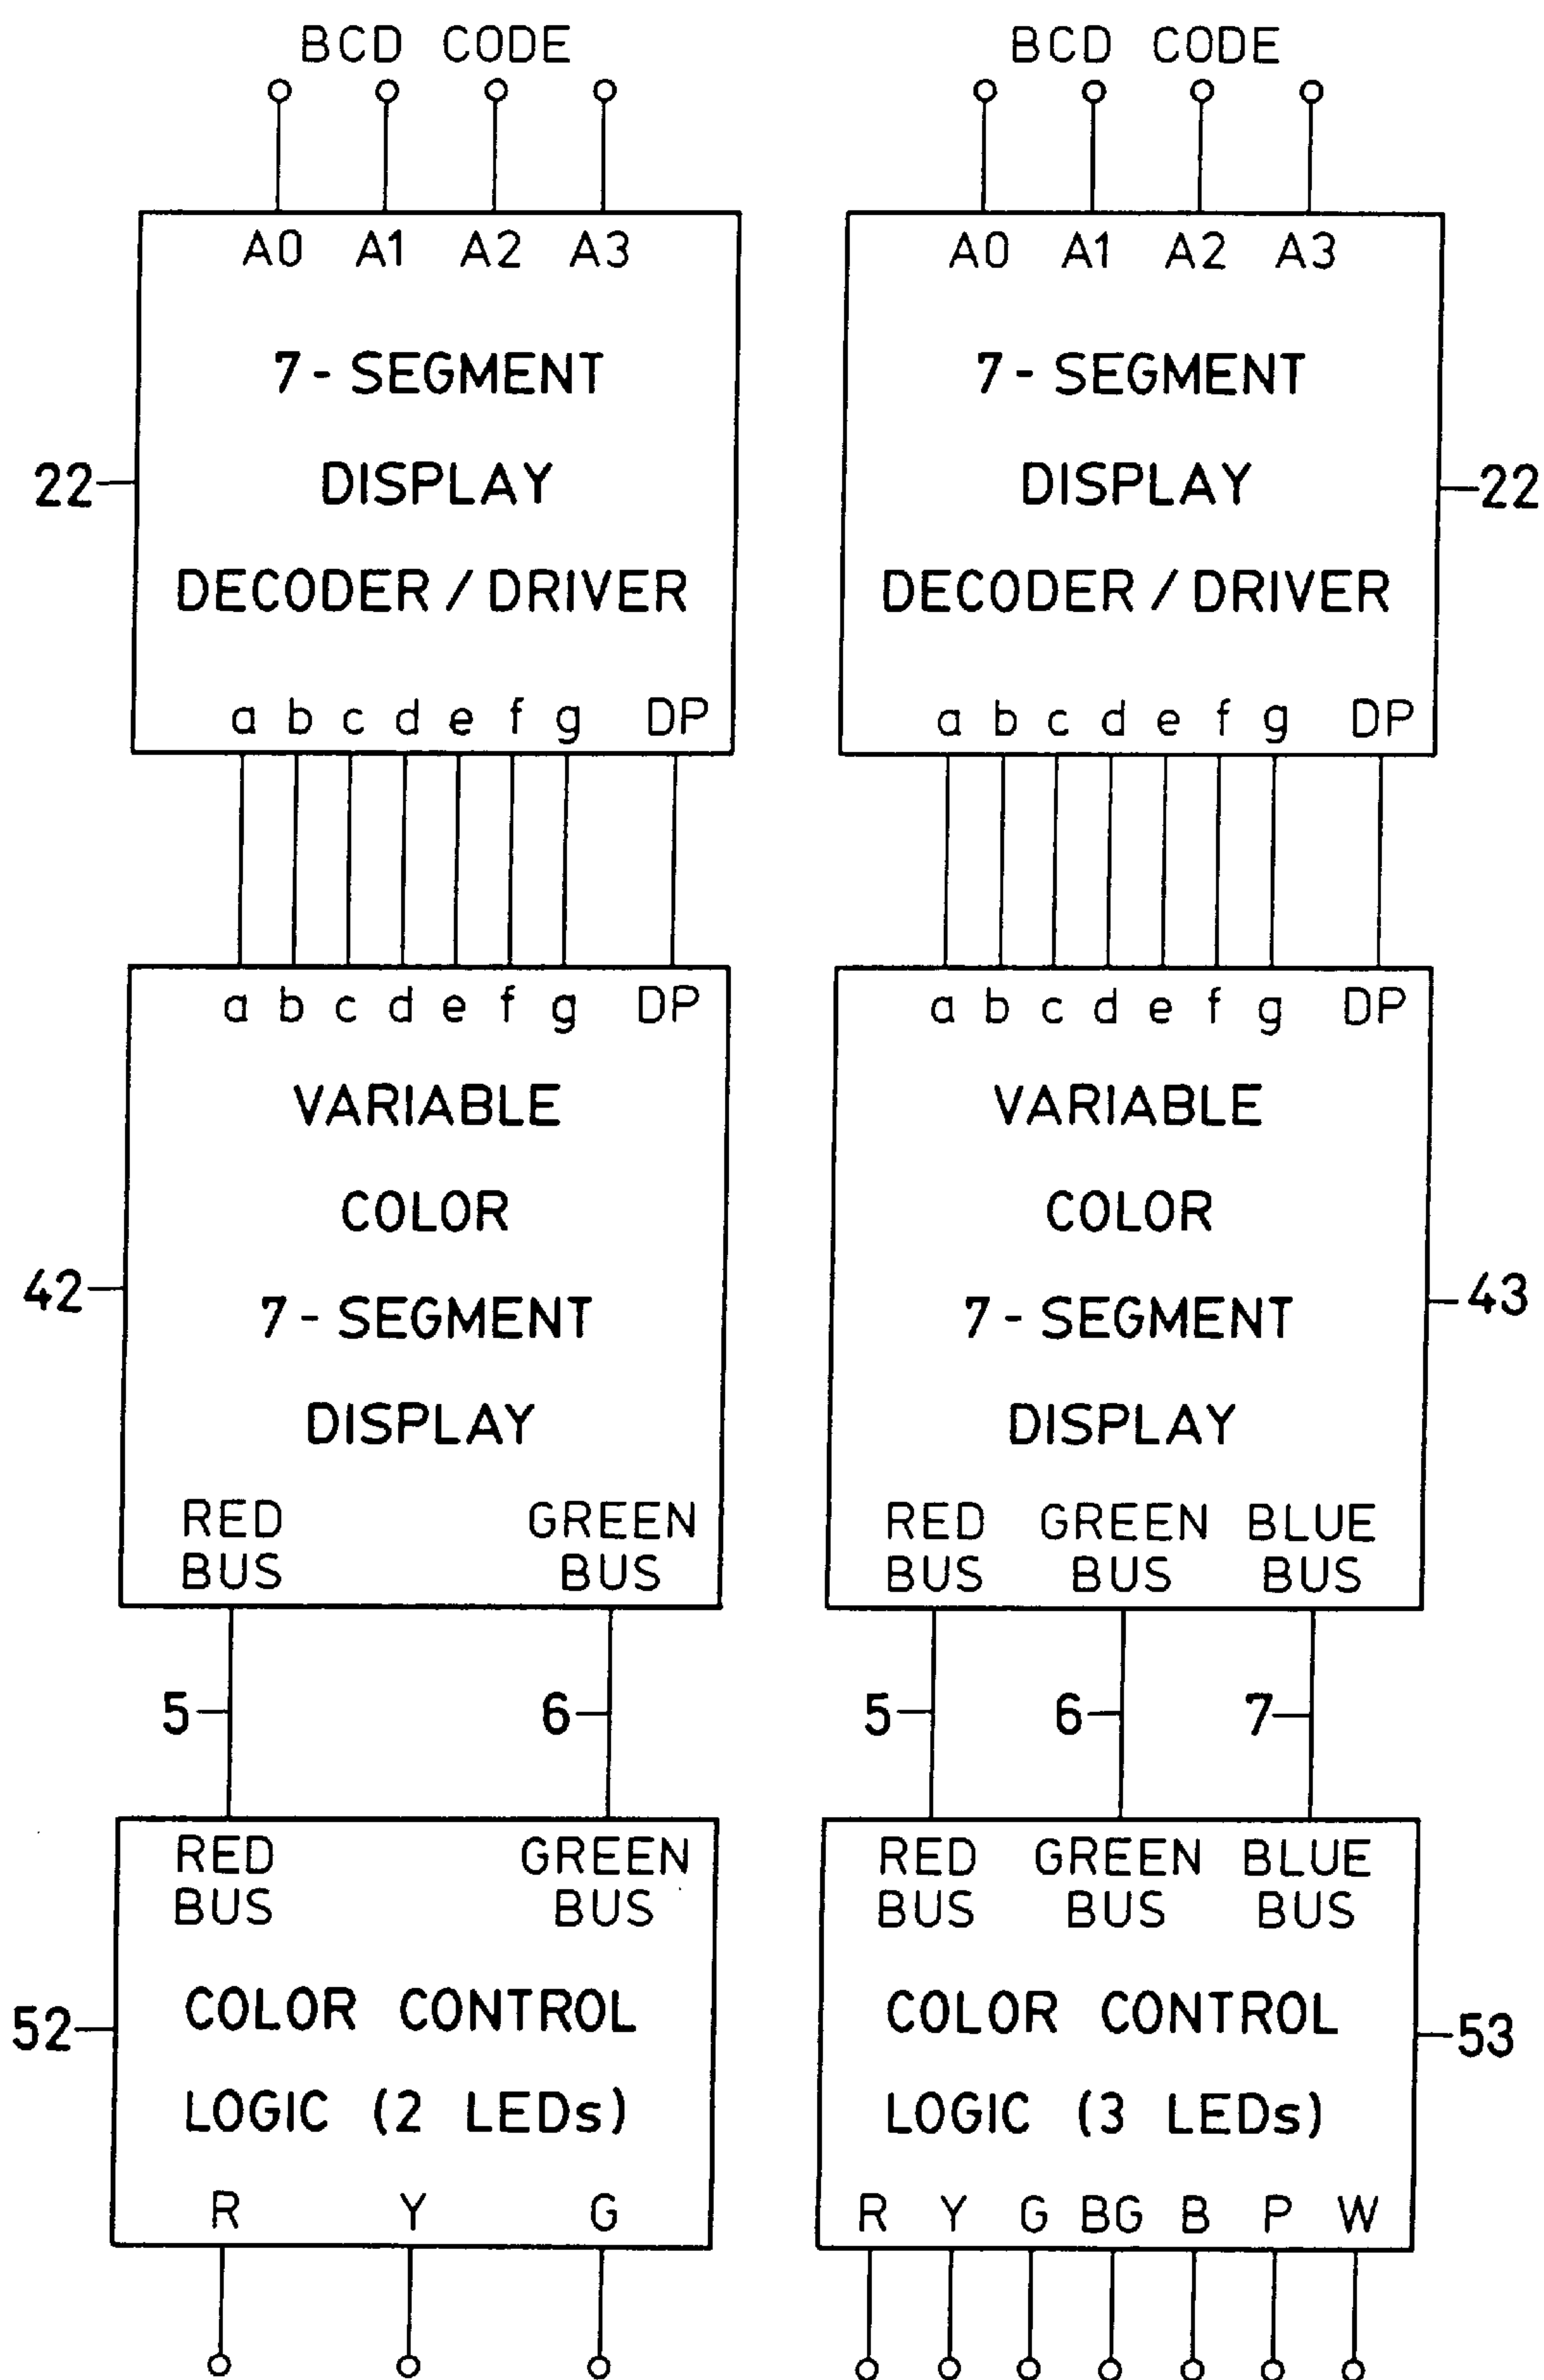 BCD CODE
A0 A1 A2 A3
7 - SEGMENT
DISPLAY
DECODER / DRIVER
22
a b c d e f g DP
a b c d e f g DP
VARIABLE
COLOR
7 - SEGMENT
DISPLAY
42
RED GREEN
BUS BUS
5 6
RED GREEN
BUS BUS
COLOR CONTROL
52
LOGIC (2 LEDs)
R Y G
BCD CODE
A0 A1 A2 A3
7 - SEGMENT
DISPLAY
DECODER / DRIVER
22
a b c d e f g DP
a b c d e f g DP
VARIABLE
COLOR
7 - SEGMENT
DISPLAY
43
RED GREEN BLUE
BUS BUS BUS
5 6 7
RED GREEN BLUE
BUS BUS BUS
COLOR CONTROL
53
LOGIC (3 LEDs)
R Y G BG B P W